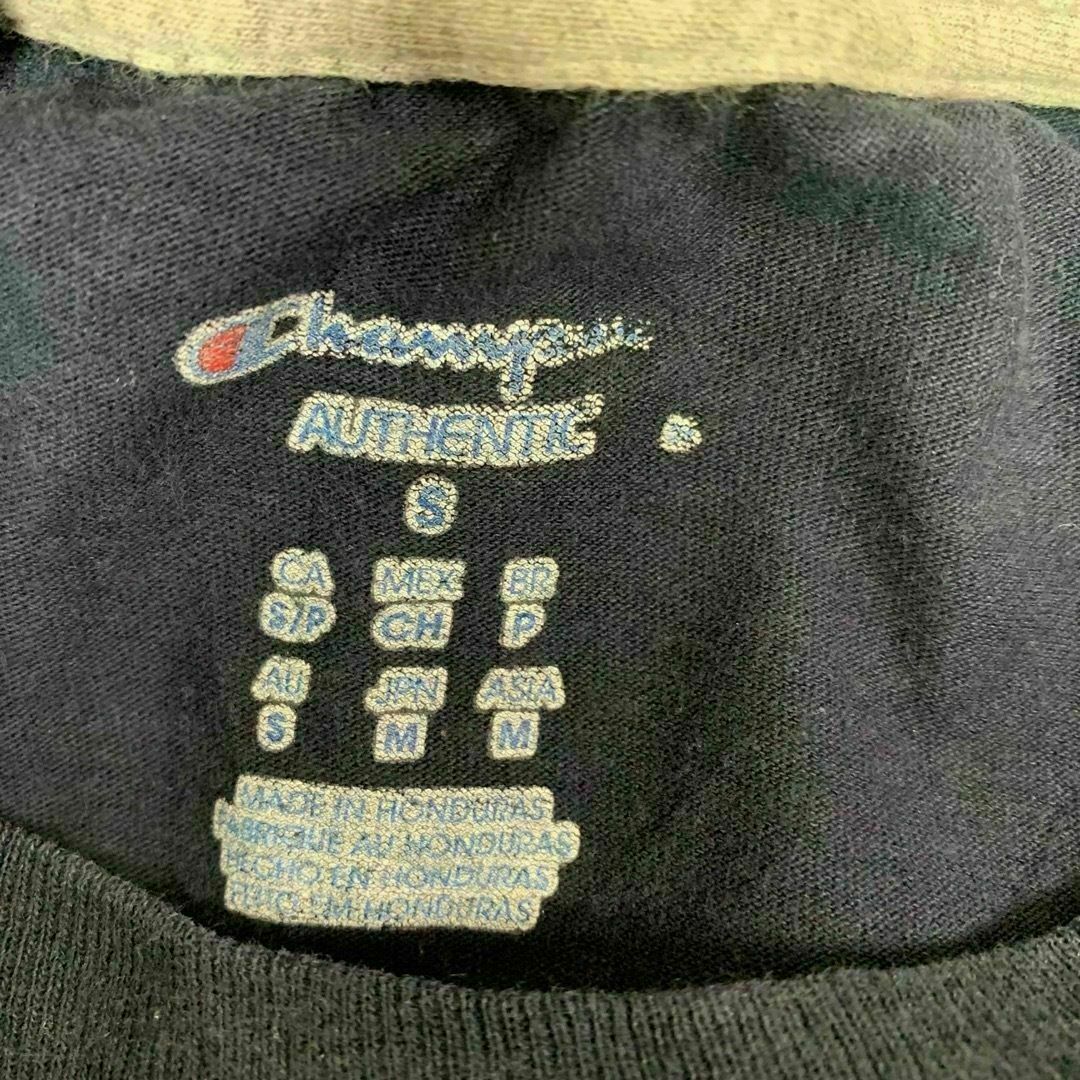 Champion
AUTHENTIC
S
CA MEX BR
S/P CH P
AU JPN ASIA
S M M
MADE IN HONDURAS
FABRIQUE AU HONDURAS
HECHO EN HONDURAS
FEITO EM HONDURAS